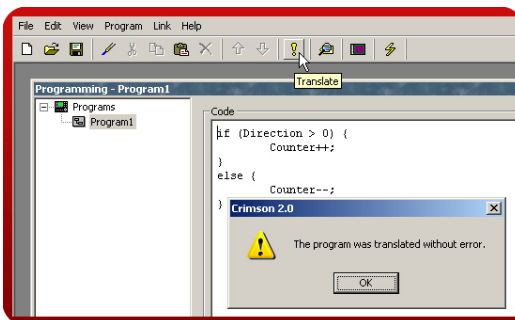 File Edit View Program Link Help
Translate
Programming - Program1
Programs
Program1
Code
if (Direction > 0) {
Counter++;
}
else {
Counter--;
}
Crimson 2.0
The program was translated without error.
OK